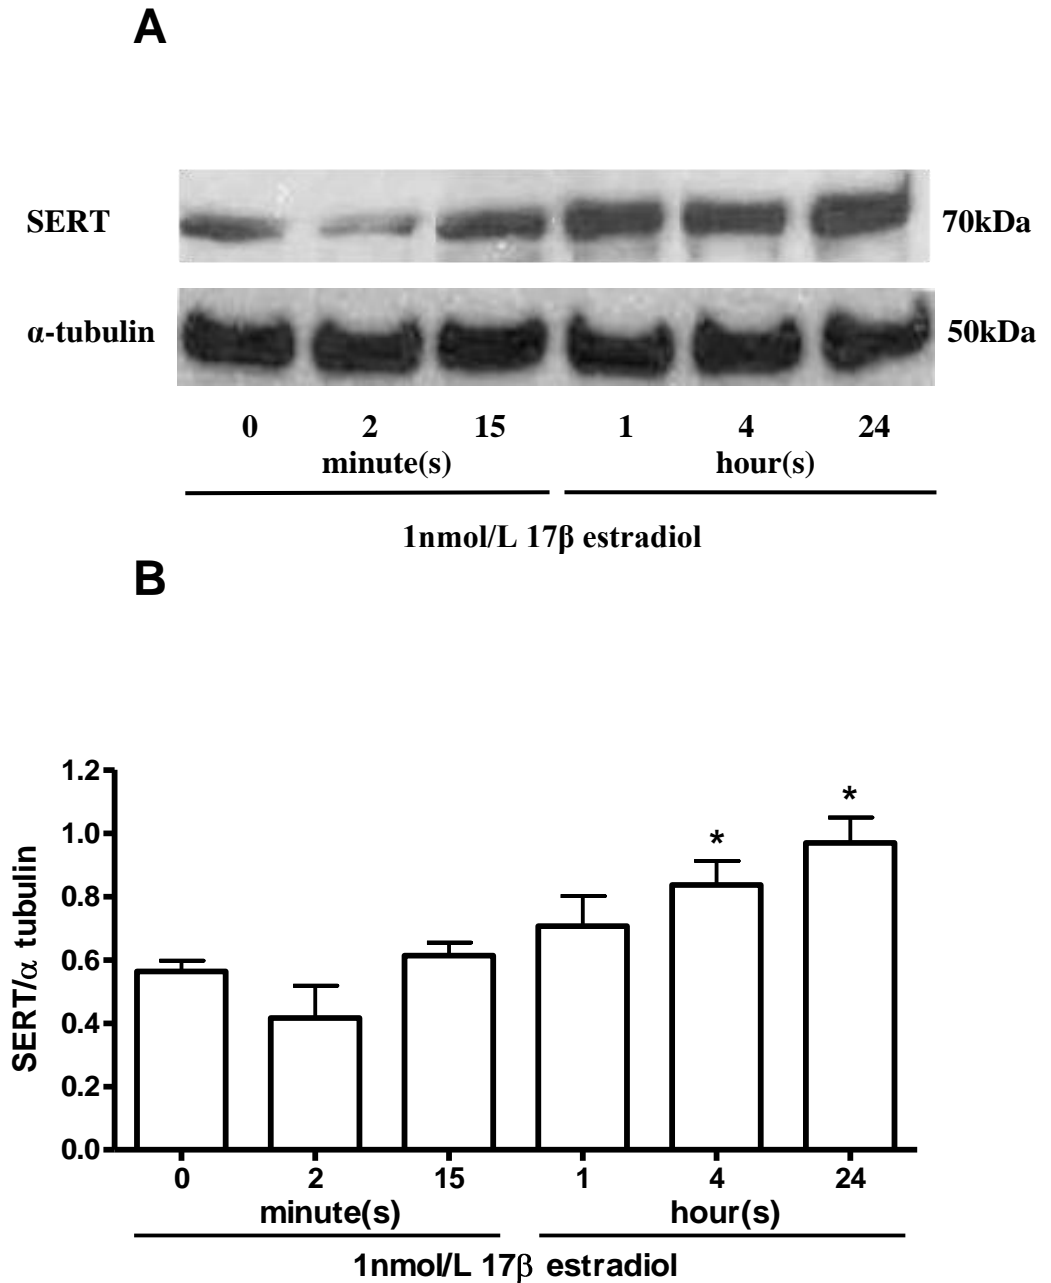 A
SERT 70kDa
α-tubulin 50kDa
0 2 15 1 4 24
minute(s) hour(s)
1nmol/L 17β estradiol
B
SERT/α tubulin
1.2
1.0
0.8
0.6
0.4
0.2
0.0
* *
0 2 15 1 4 24
minute(s) hour(s)
1nmol/L 17β estradiol